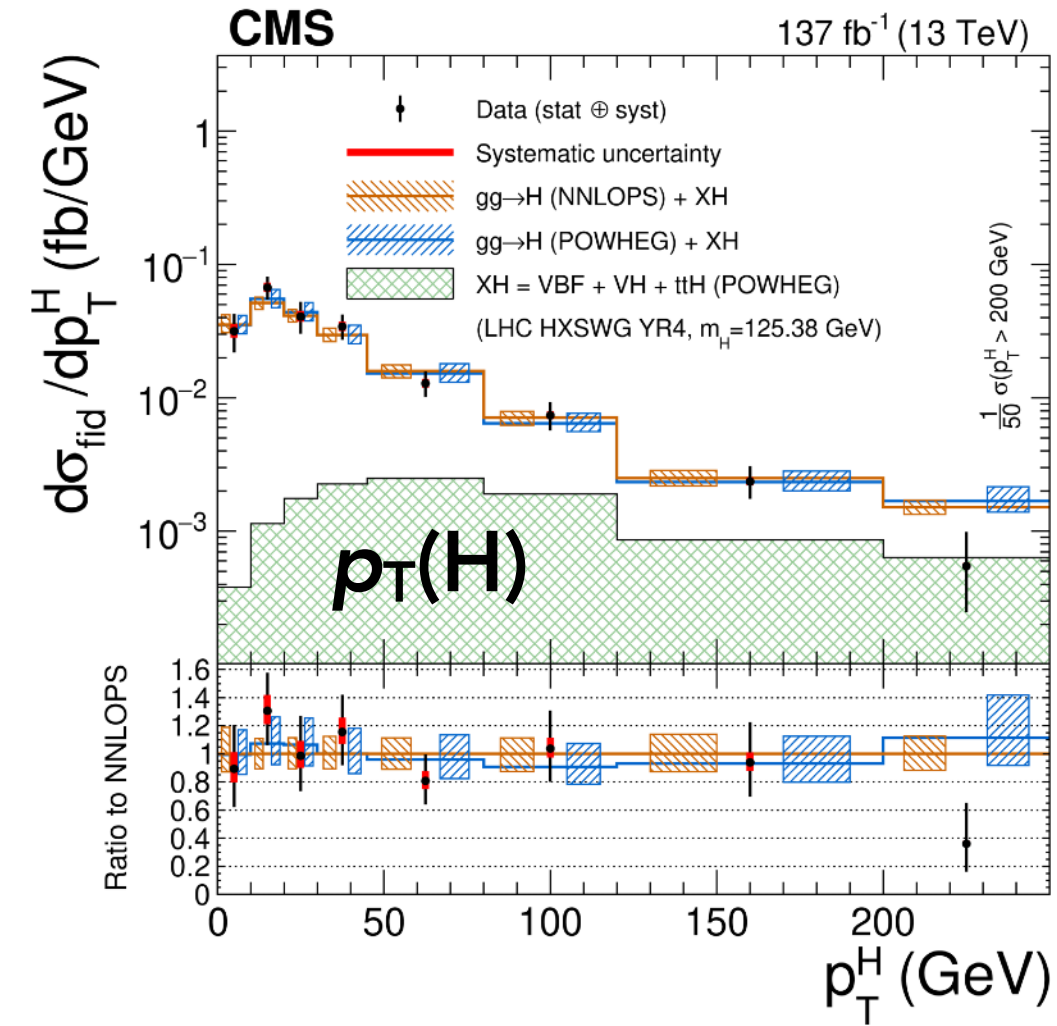 CMS 137 fb⁻¹ (13 TeV)
dσ_fid/dp_T^H (fb/GeV)
1
10⁻¹
10⁻²
10⁻³
Data (stat ⊕ syst)
Systematic uncertainty
gg→H (NNLOPS) + XH
gg→H (POWHEG) + XH
XH = VBF + VH + ttH (POWHEG)
(LHC HXSWG YR4, m_H=125.38 GeV)
1/50 σ(p_T^H > 200 GeV)
p_T(H)
Ratio to NNLOPS
1.6
1.4
1.2
1
0.8
0.6
0.4
0.2
0
0 50 100 150 200
p_T^H (GeV)